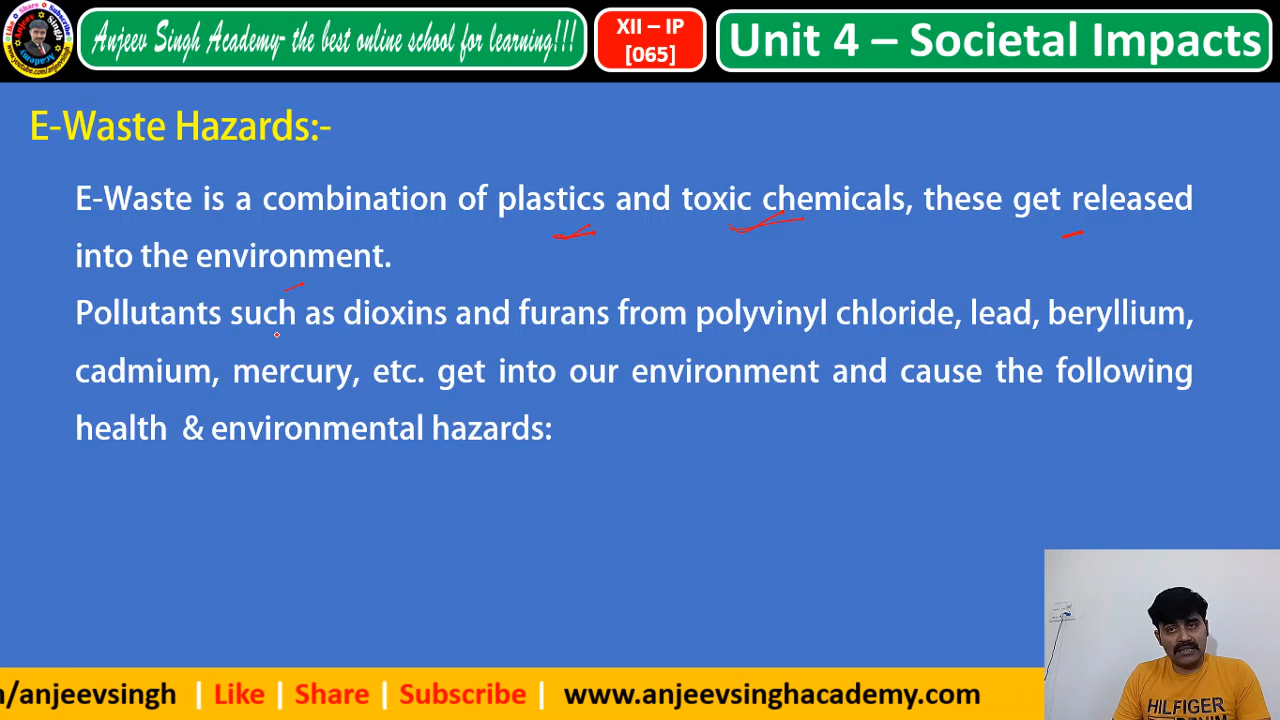 Anjeev Singh Academy- the best online school for learning!!!
XII – IP
[065]
Unit 4 – Societal Impacts
E-Waste Hazards:-
E-Waste is a combination of plastics and toxic chemicals, these get released
into the environment.
Pollutants such as dioxins and furans from polyvinyl chloride, lead, beryllium,
cadmium, mercury, etc. get into our environment and cause the following
health & environmental hazards:
HILFIGER
/anjeevsingh | Like | Share | Subscribe | www.anjeevsinghacademy.com